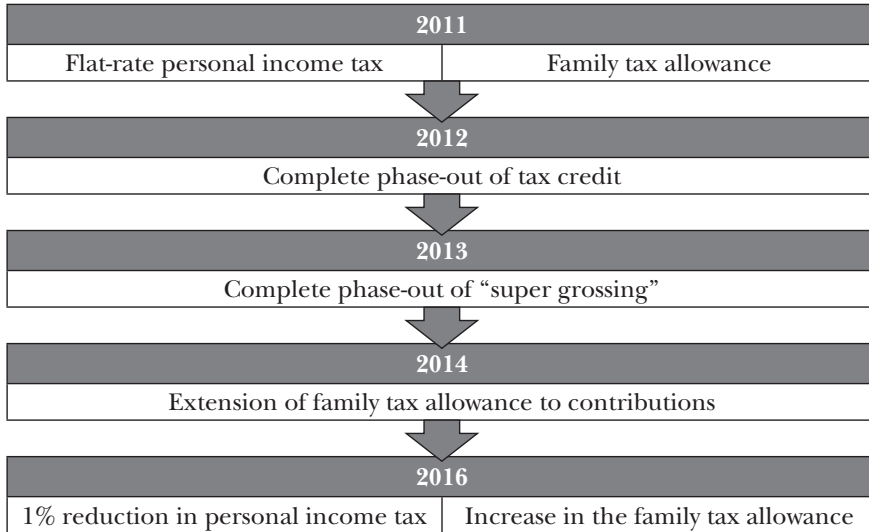 2011
Flat-rate personal income tax
Family tax allowance
2012
Complete phase-out of tax credit
2013
Complete phase-out of “super grossing”
2014
Extension of family tax allowance to contributions
2016
1% reduction in personal income tax
Increase in the family tax allowance